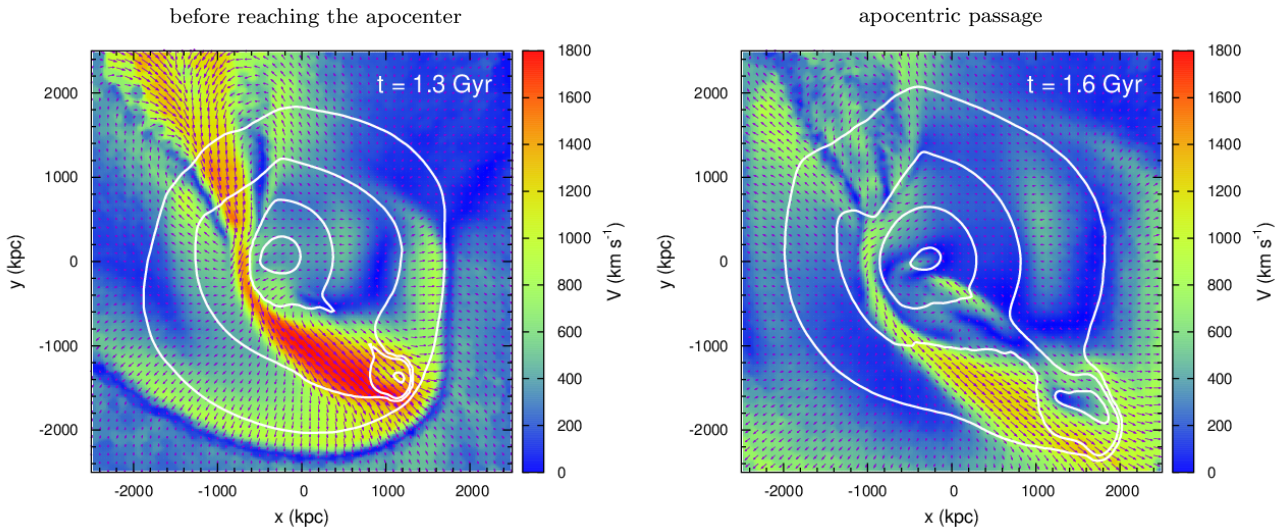 before reaching the apocenter
t = 1.3 Gyr
y (kpc)
2000
1000
0
-1000
-2000
-2000 -1000 0 1000 2000
x (kpc)
1800
1600
1400
1200
1000
800
600
400
200
0
V (km s⁻¹)
apocentric passage
t = 1.6 Gyr
y (kpc)
2000
1000
0
-1000
-2000
-2000 -1000 0 1000 2000
x (kpc)
1800
1600
1400
1200
1000
800
600
400
200
0
V (km s⁻¹)